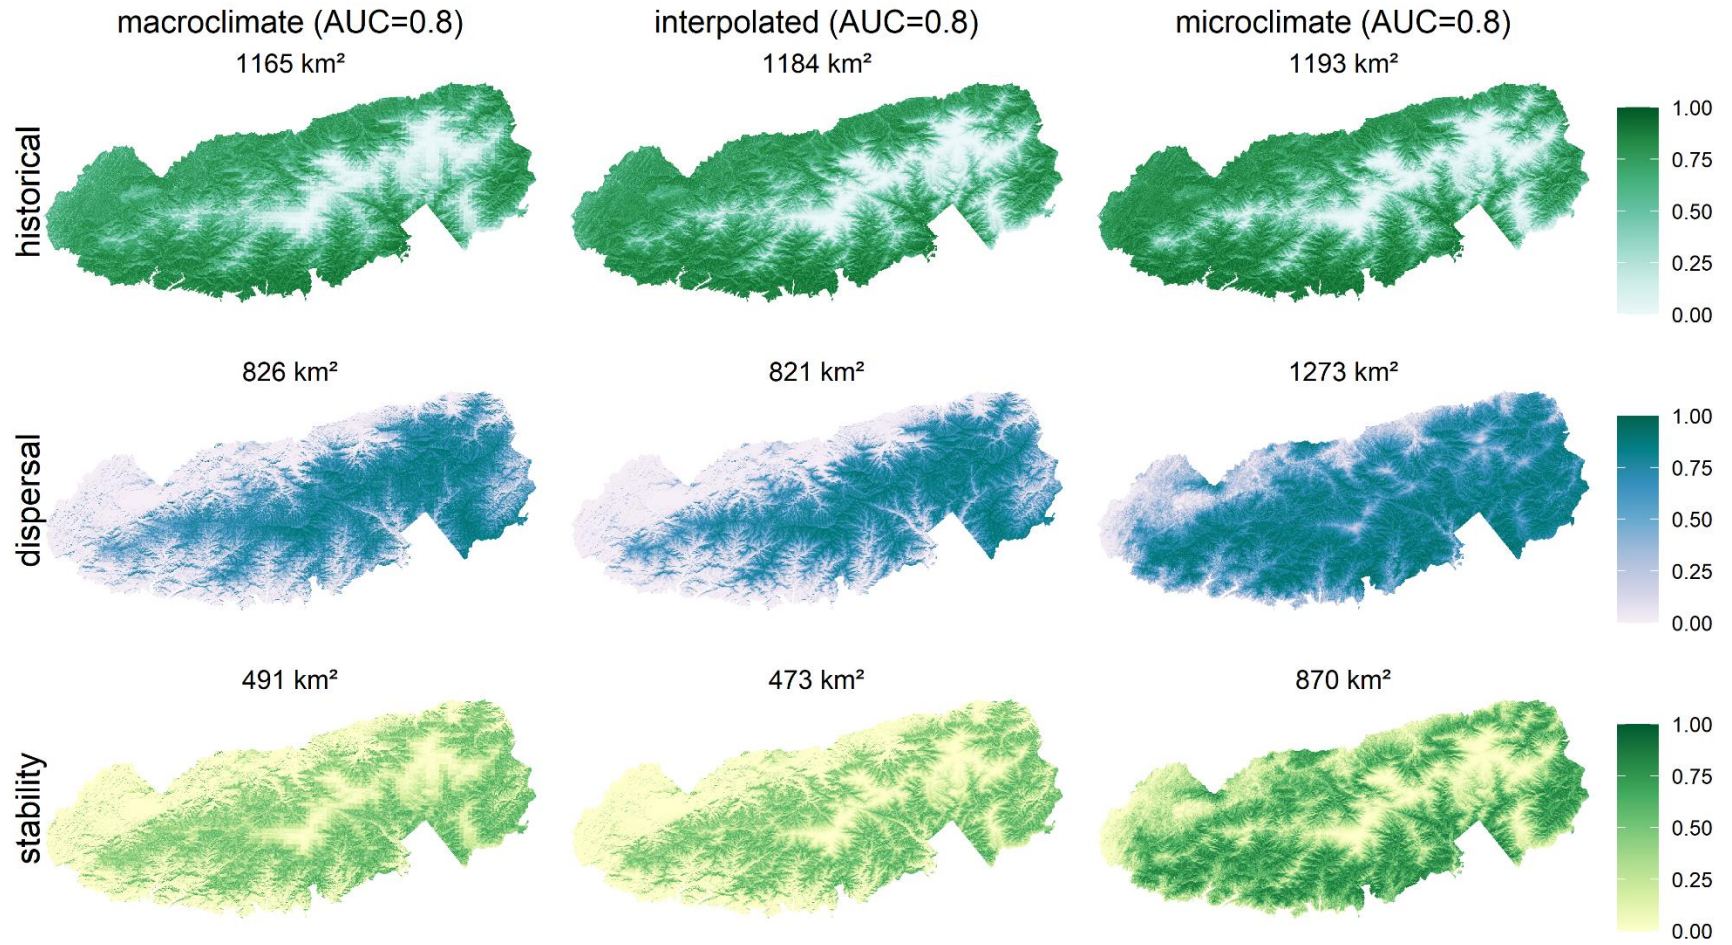 macroclimate (AUC=0.8)
interpolated (AUC=0.8)
microclimate (AUC=0.8)
1165 km²
1184 km²
1193 km²
historical
1.00
0.75
0.50
0.25
0.00
826 km²
821 km²
1273 km²
dispersal
1.00
0.75
0.50
0.25
0.00
491 km²
473 km²
870 km²
stability
1.00
0.75
0.50
0.25
0.00